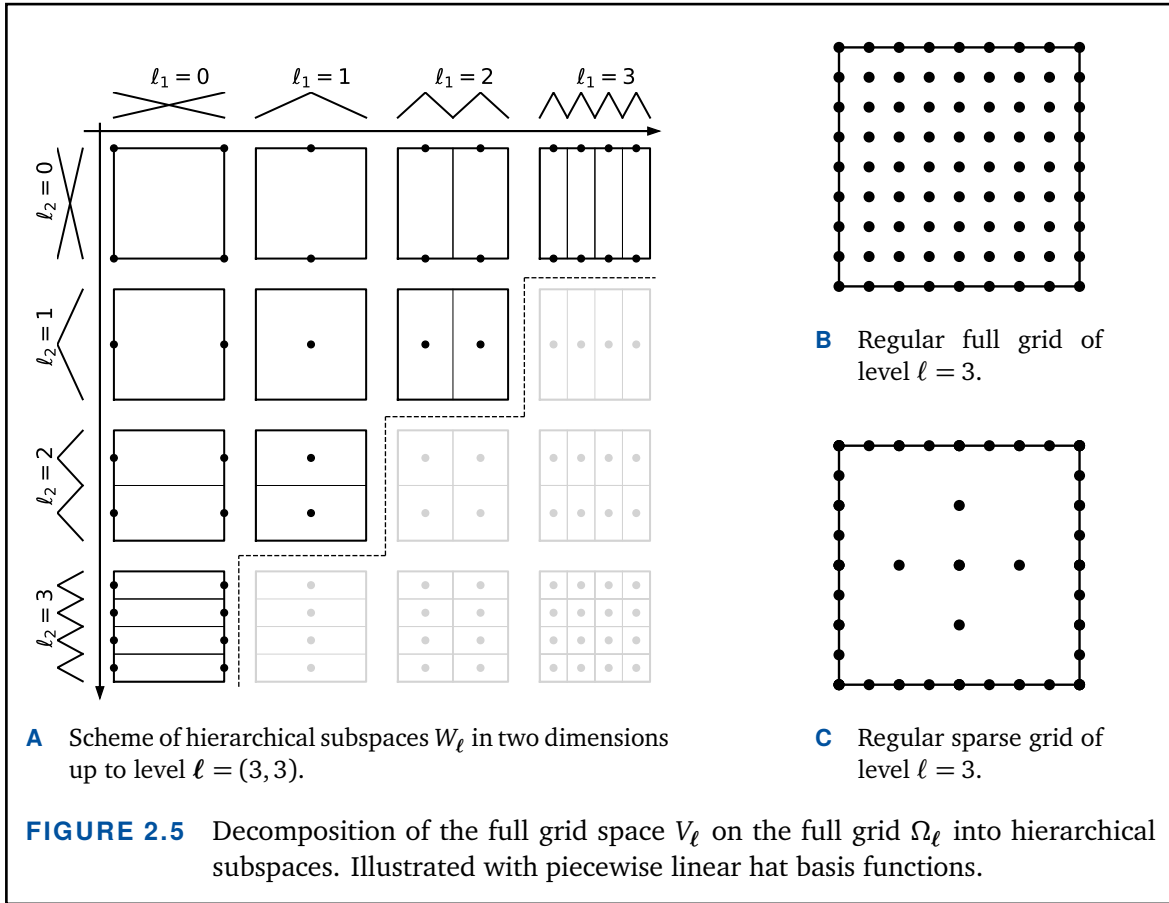 ℓ₁ = 0 ℓ₁ = 1 ℓ₁ = 2 ℓ₁ = 3
ℓ₂ = 0
ℓ₂ = 1
ℓ₂ = 2
ℓ₂ = 3
A Scheme of hierarchical subspaces W_ℓ in two dimensions
up to level ℓ = (3, 3).
B Regular full grid of
level ℓ = 3.
C Regular sparse grid of
level ℓ = 3.
FIGURE 2.5 Decomposition of the full grid space V_ℓ on the full grid Ω_ℓ into hierarchical
subspaces. Illustrated with piecewise linear hat basis functions.